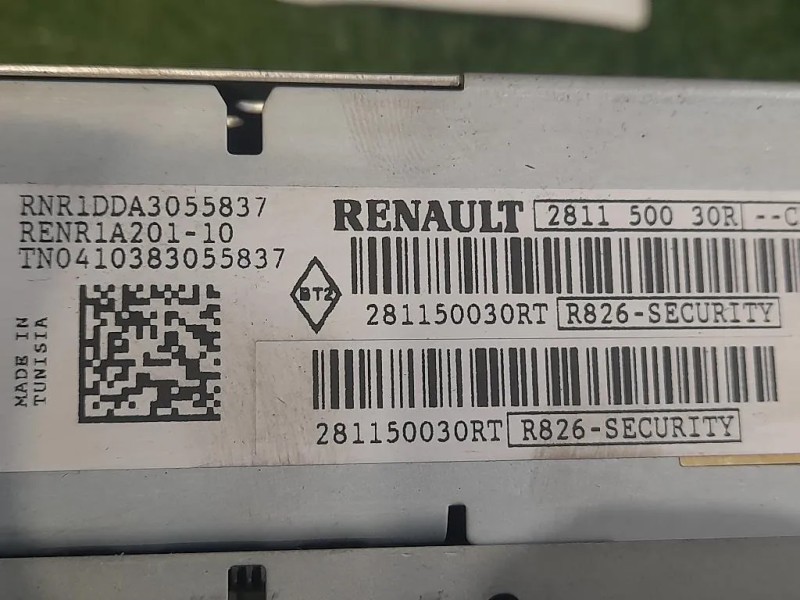 RNR1DDA3055837
RENR1A201-10
TN0410383055837
MADE IN
TUNISIA
RENAULT 2811 500 30R --C
BT2
281150030RT R826-SECURITY
281150030RT R826-SECURITY